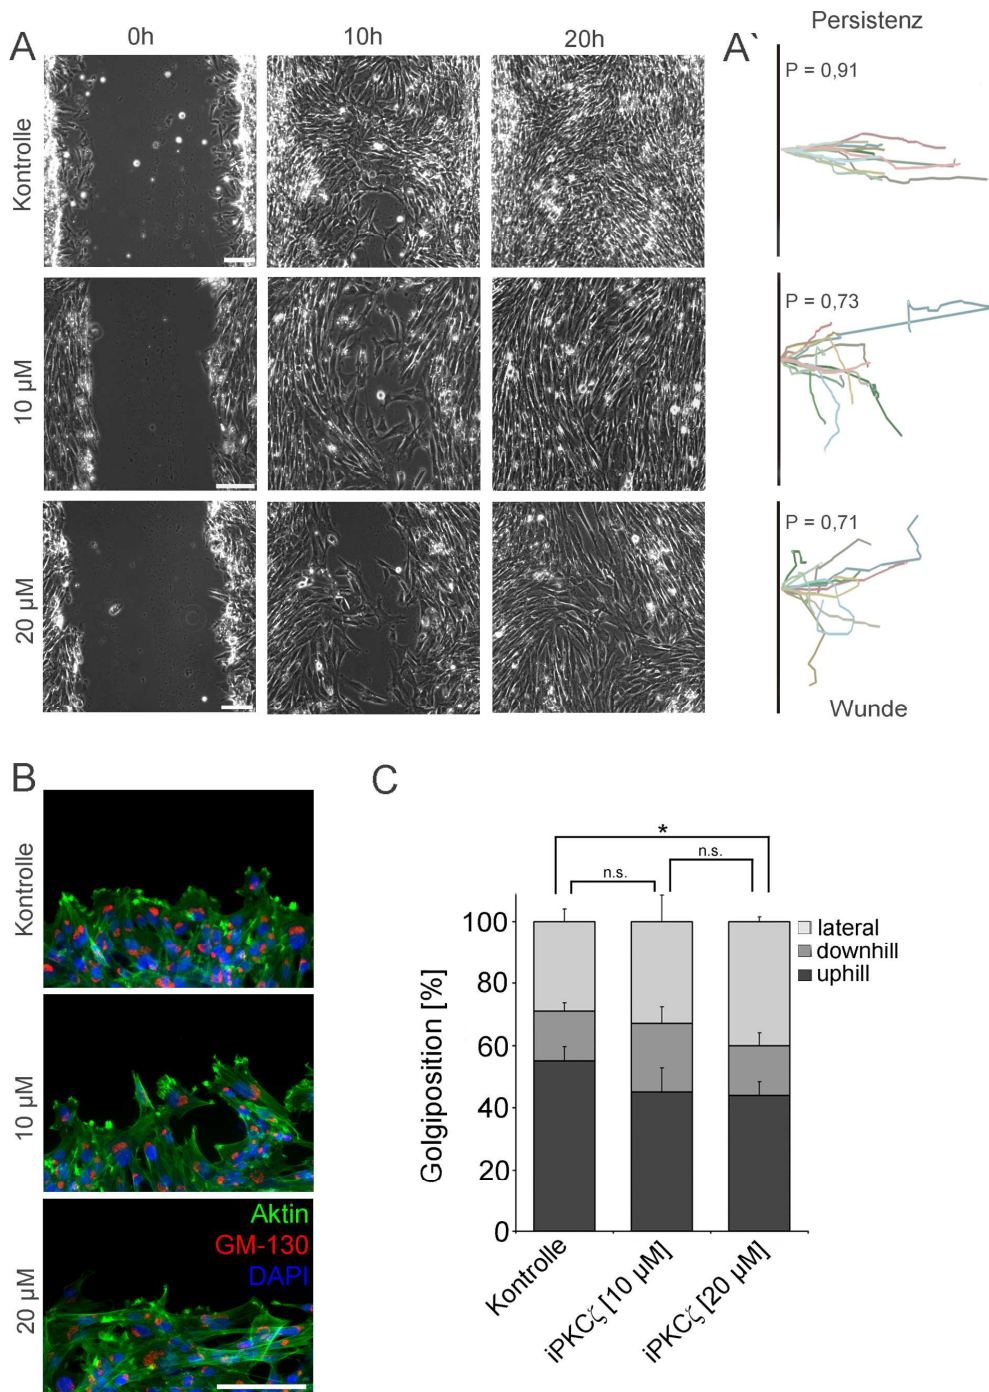 A
0h
10h
20h
A`
Persistenz
Kontrolle
P = 0,91
10 µM
P = 0,73
20 µM
P = 0,71
Wunde
B
Kontrolle
10 µM
20 µM
Aktin
GM-130
DAPI
C
*
n.s.
n.s.
Golgiposition [%]
100
80
60
40
20
0
lateral
downhill
uphill
Kontrolle
iPKCζ [10 µM]
iPKCζ [20 µM]